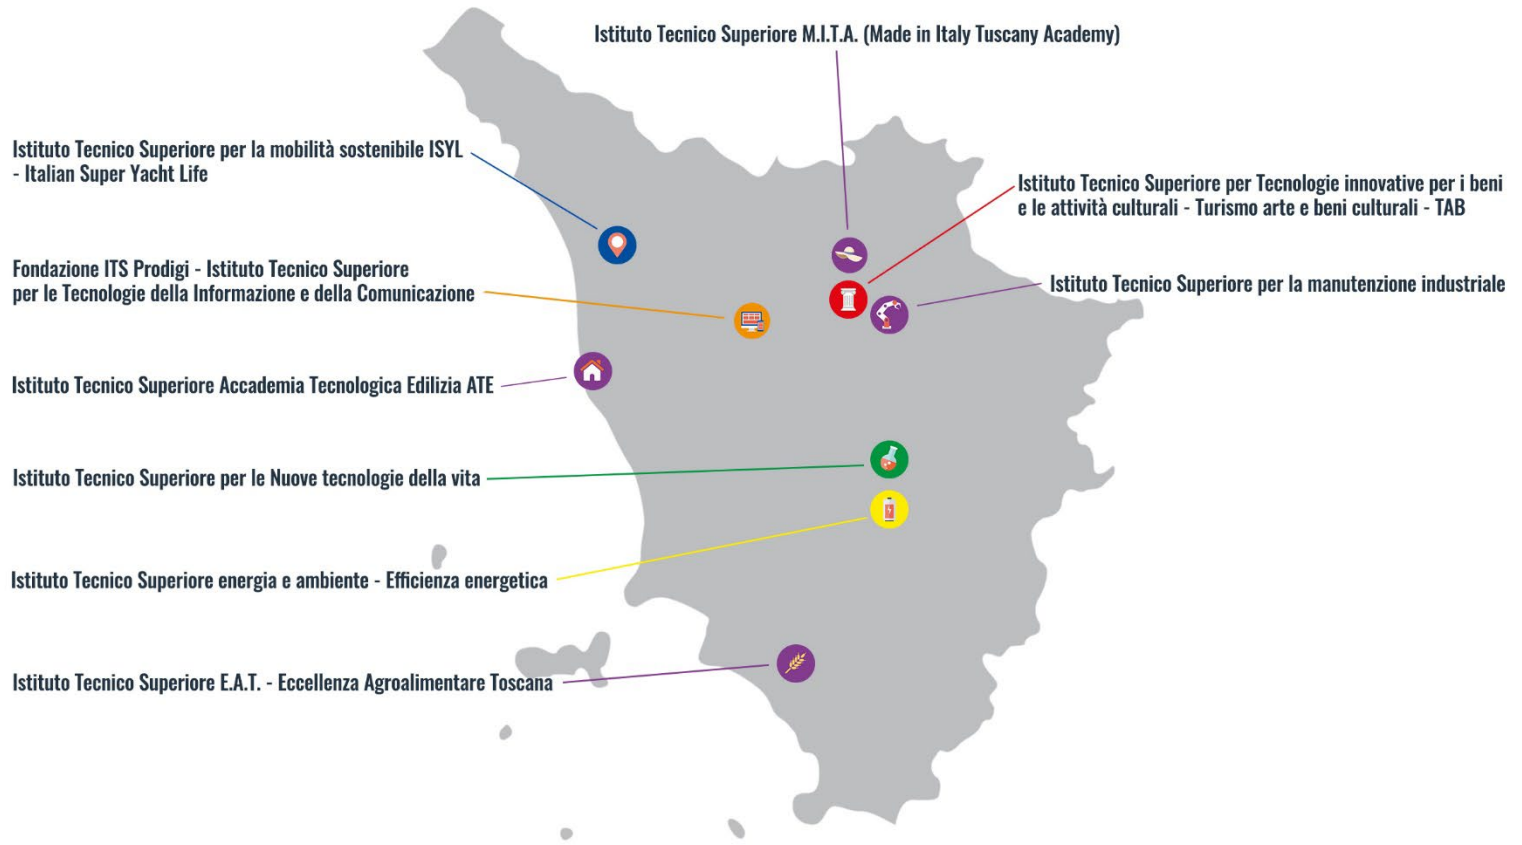 Istituto Tecnico Superiore M.I.T.A. (Made in Italy Tuscany Academy)
Istituto Tecnico Superiore per la mobilità sostenibile ISYL
- Italian Super Yacht Life
Istituto Tecnico Superiore per Tecnologie innovative per i beni
e le attività culturali - Turismo arte e beni culturali - TAB
Fondazione ITS Prodigi - Istituto Tecnico Superiore
per le Tecnologie della Informazione e della Comunicazione
Istituto Tecnico Superiore per la manutenzione industriale
Istituto Tecnico Superiore Accademia Tecnologica Edilizia ATE
Istituto Tecnico Superiore per le Nuove tecnologie della vita
Istituto Tecnico Superiore energia e ambiente - Efficienza energetica
Istituto Tecnico Superiore E.A.T. - Eccellenza Agroalimentare Toscana